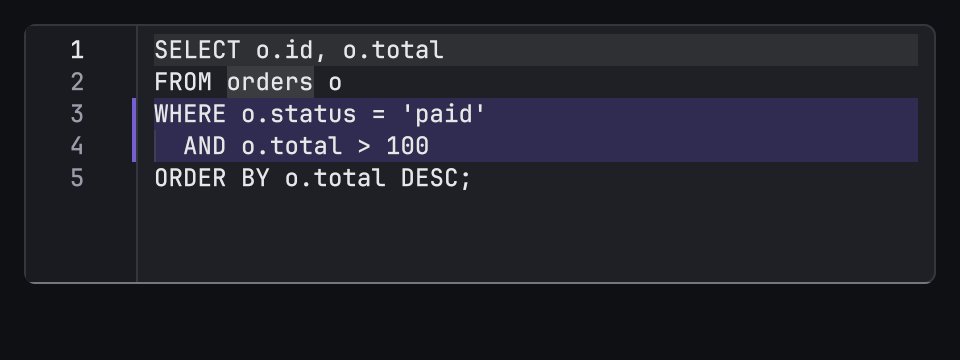 1 SELECT o.id, o.total
2 FROM orders o
3 WHERE o.status = 'paid'
4   AND o.total > 100
5 ORDER BY o.total DESC;